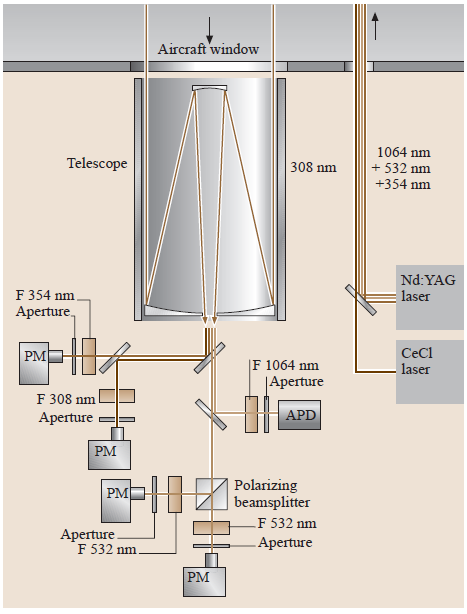 Aircraft window
Telescope
308 nm
1064 nm
+ 532 nm
+354 nm
Nd:YAG
laser
CeCl
laser
F 354 nm
Aperture
PM
F 308 nm
Aperture
PM
F 1064 nm
Aperture
APD
PM
Polarizing
beamsplitter
Aperture
F 532 nm
F 532 nm
Aperture
PM